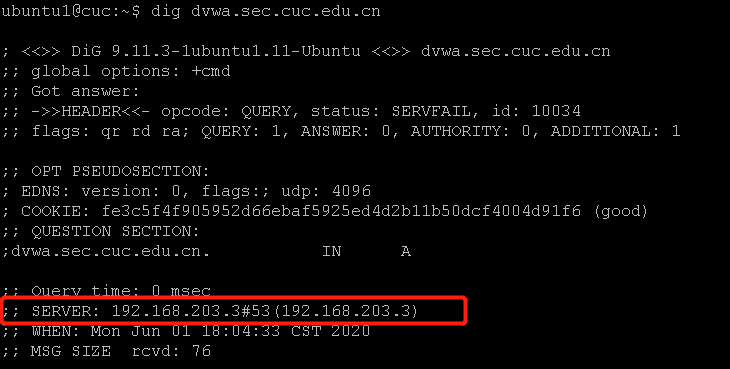 ubuntu1@cuc:~$ dig dvwa.sec.cuc.edu.cn
; <<>> DiG 9.11.3-1ubuntu1.11-Ubuntu <<>> dvwa.sec.cuc.edu.cn
;; global options: +cmd
;; Got answer:
;; ->>HEADER<<- opcode: QUERY, status: SERVFAIL, id: 10034
;; flags: qr rd ra; QUERY: 1, ANSWER: 0, AUTHORITY: 0, ADDITIONAL: 1
;; OPT PSEUDOSECTION:
; EDNS: version: 0, flags:; udp: 4096
; COOKIE: fe3c5f4f905952d66ebaf5925ed4d2b11b50dcf4004d91f6 (good)
;; QUESTION SECTION:
;dvwa.sec.cuc.edu.cn. IN A
;; Query time: 0 msec
;; SERVER: 192.168.203.3#53(192.168.203.3)
;; WHEN: Mon Jun 01 18:04:33 CST 2020
;; MSG SIZE rcvd: 76